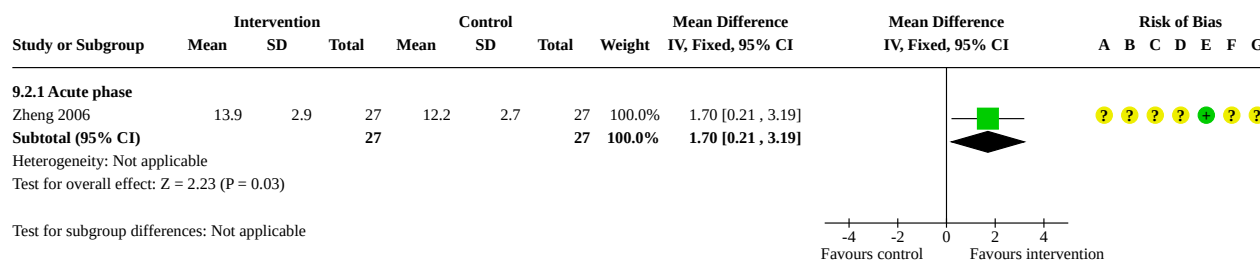 Intervention Control Mean Difference Mean Difference Risk of Bias
Study or Subgroup Mean SD Total Mean SD Total Weight IV, Fixed, 95% CI IV, Fixed, 95% CI A B C D E F G
9.2.1 Acute phase
Zheng 2006 13.9 2.9 27 12.2 2.7 27 100.0% 1.70 [0.21 , 3.19] ? ? ? ? + ? ?
Subtotal (95% CI) 27 27 100.0% 1.70 [0.21 , 3.19]
Heterogeneity: Not applicable
Test for overall effect: Z = 2.23 (P = 0.03)
Test for subgroup differences: Not applicable
-4 -2 0 2 4
Favours control Favours intervention